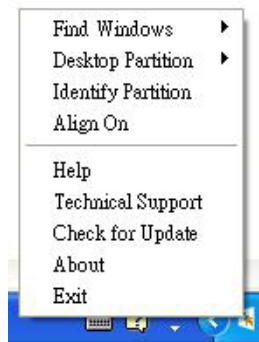 Find Windows
Desktop Partition
Identify Partition
Align On
Help
Technical Support
Check for Update
About
Exit